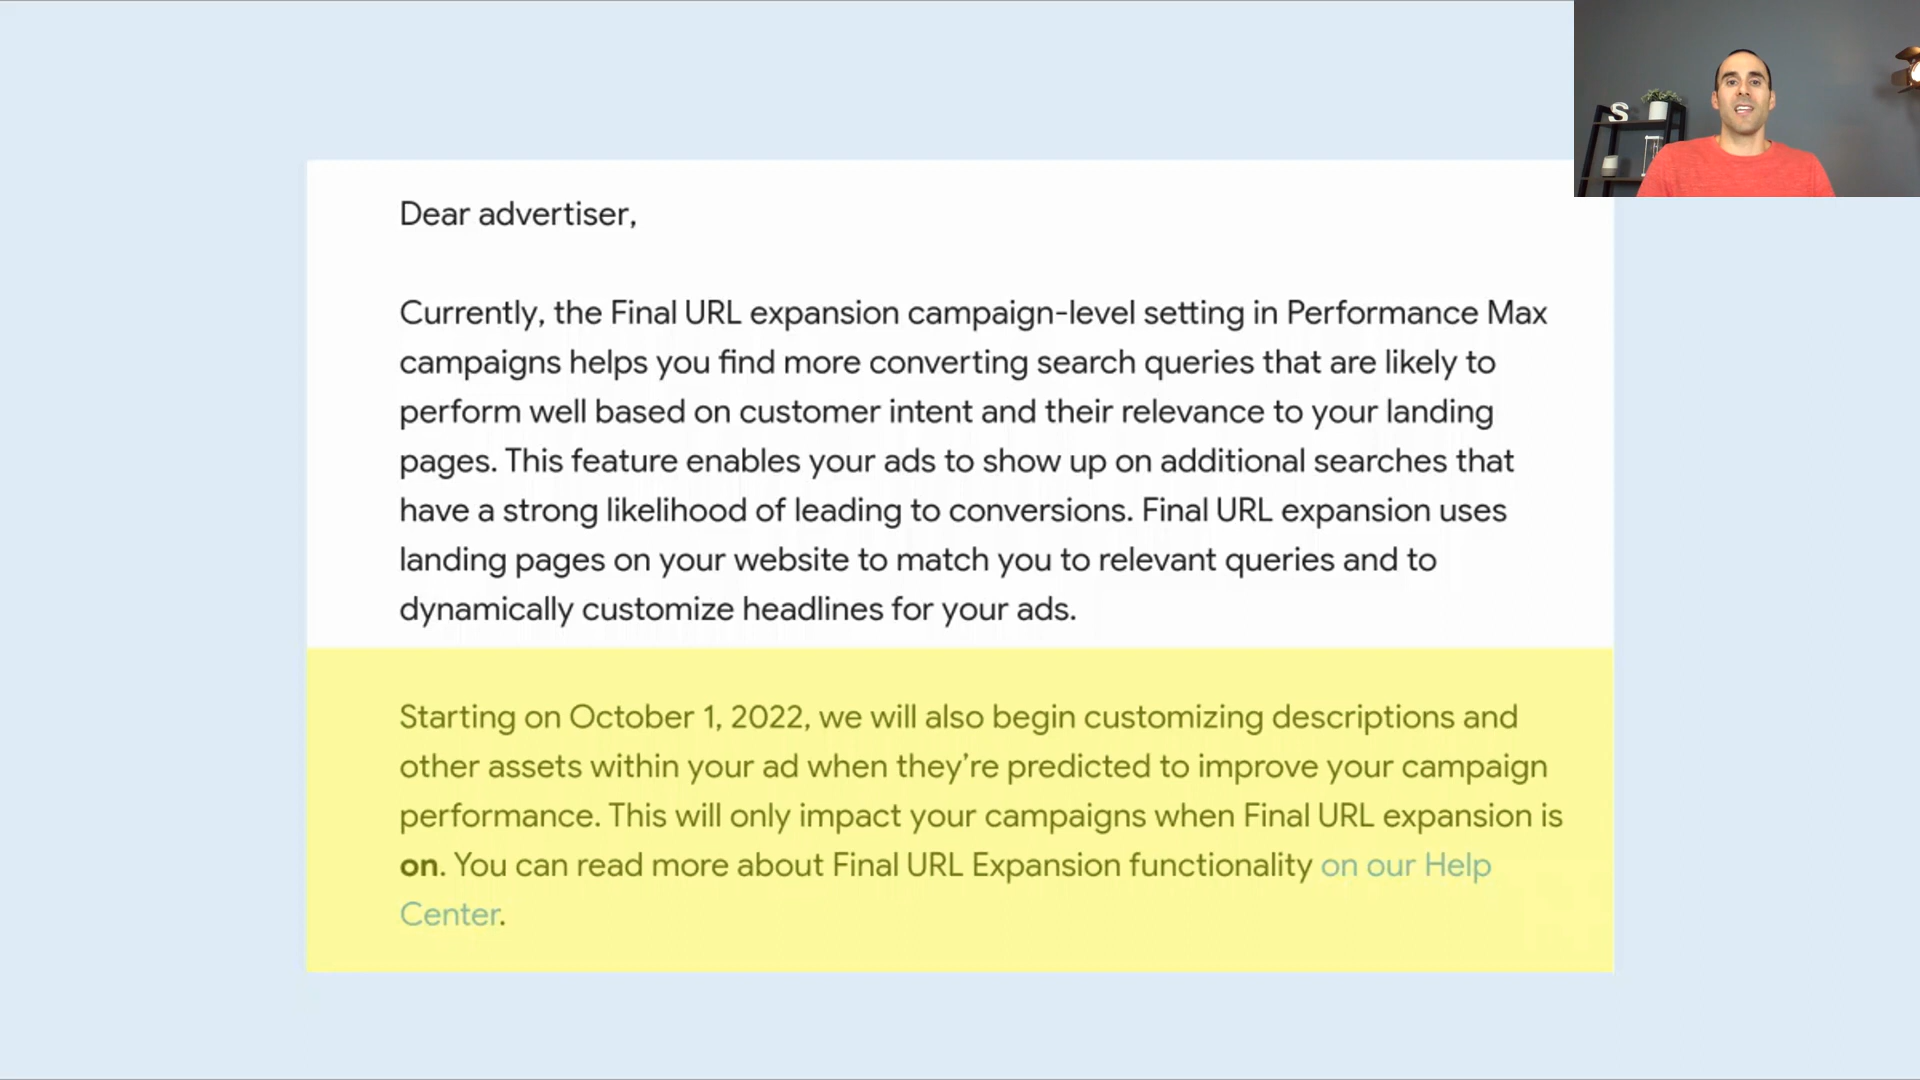 S
Dear advertiser,
Currently, the Final URL expansion campaign-level setting in Performance Max
campaigns helps you find more converting search queries that are likely to
perform well based on customer intent and their relevance to your landing
pages. This feature enables your ads to show up on additional searches that
have a strong likelihood of leading to conversions. Final URL expansion uses
landing pages on your website to match you to relevant queries and to
dynamically customize headlines for your ads.
Starting on October 1, 2022, we will also begin customizing descriptions and
other assets within your ad when they’re predicted to improve your campaign
performance. This will only impact your campaigns when Final URL expansion is
on. You can read more about Final URL Expansion functionality on our Help
Center.